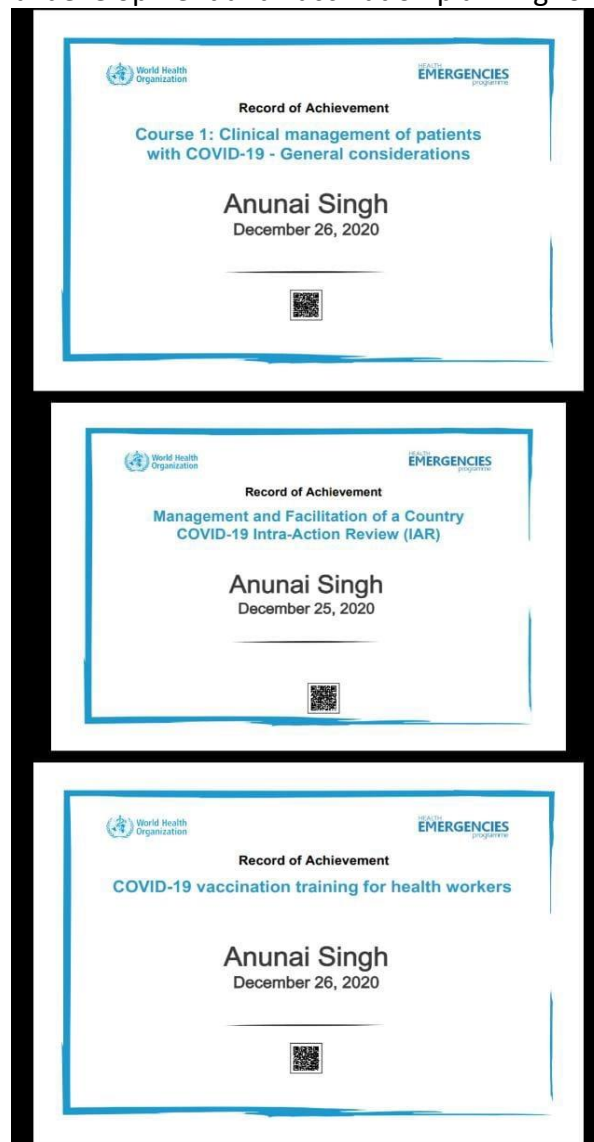 World Health
Organization
HEALTH
EMERGENCIES
programme
Record of Achievement
Course 1: Clinical management of patients
with COVID-19 - General considerations
Anunai Singh
December 26, 2020
World Health
Organization
HEALTH
EMERGENCIES
programme
Record of Achievement
Management and Facilitation of a Country
COVID-19 Intra-Action Review (IAR)
Anunai Singh
December 25, 2020
World Health
Organization
HEALTH
EMERGENCIES
programme
Record of Achievement
COVID-19 vaccination training for health workers
Anunai Singh
December 26, 2020